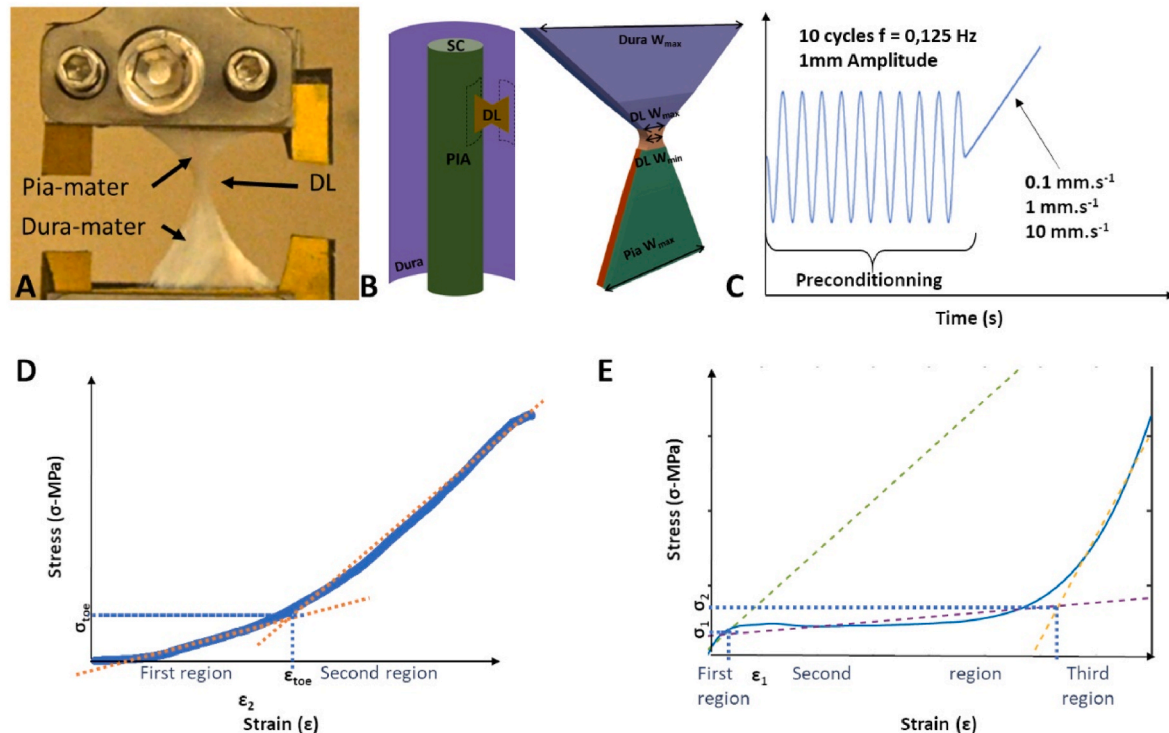 Pia-mater
Dura-mater
DL
A
SC
DL
PIA
Dura
B
Dura Wmax
DL Wmax
DL Wmin
Pia Wmax
10 cycles f = 0,125 Hz
1mm Amplitude
0.1 mm.s⁻¹
1 mm.s⁻¹
10 mm.s⁻¹
Preconditionning
C
Time (s)
D
Stress (σ-MPa)
σtoe
First region
εtoe
Second region
ε2
Strain (ε)
E
Stress (σ-MPa)
σ2
σ1
First
region
ε1
Second
region
Third
region
Strain (ε)